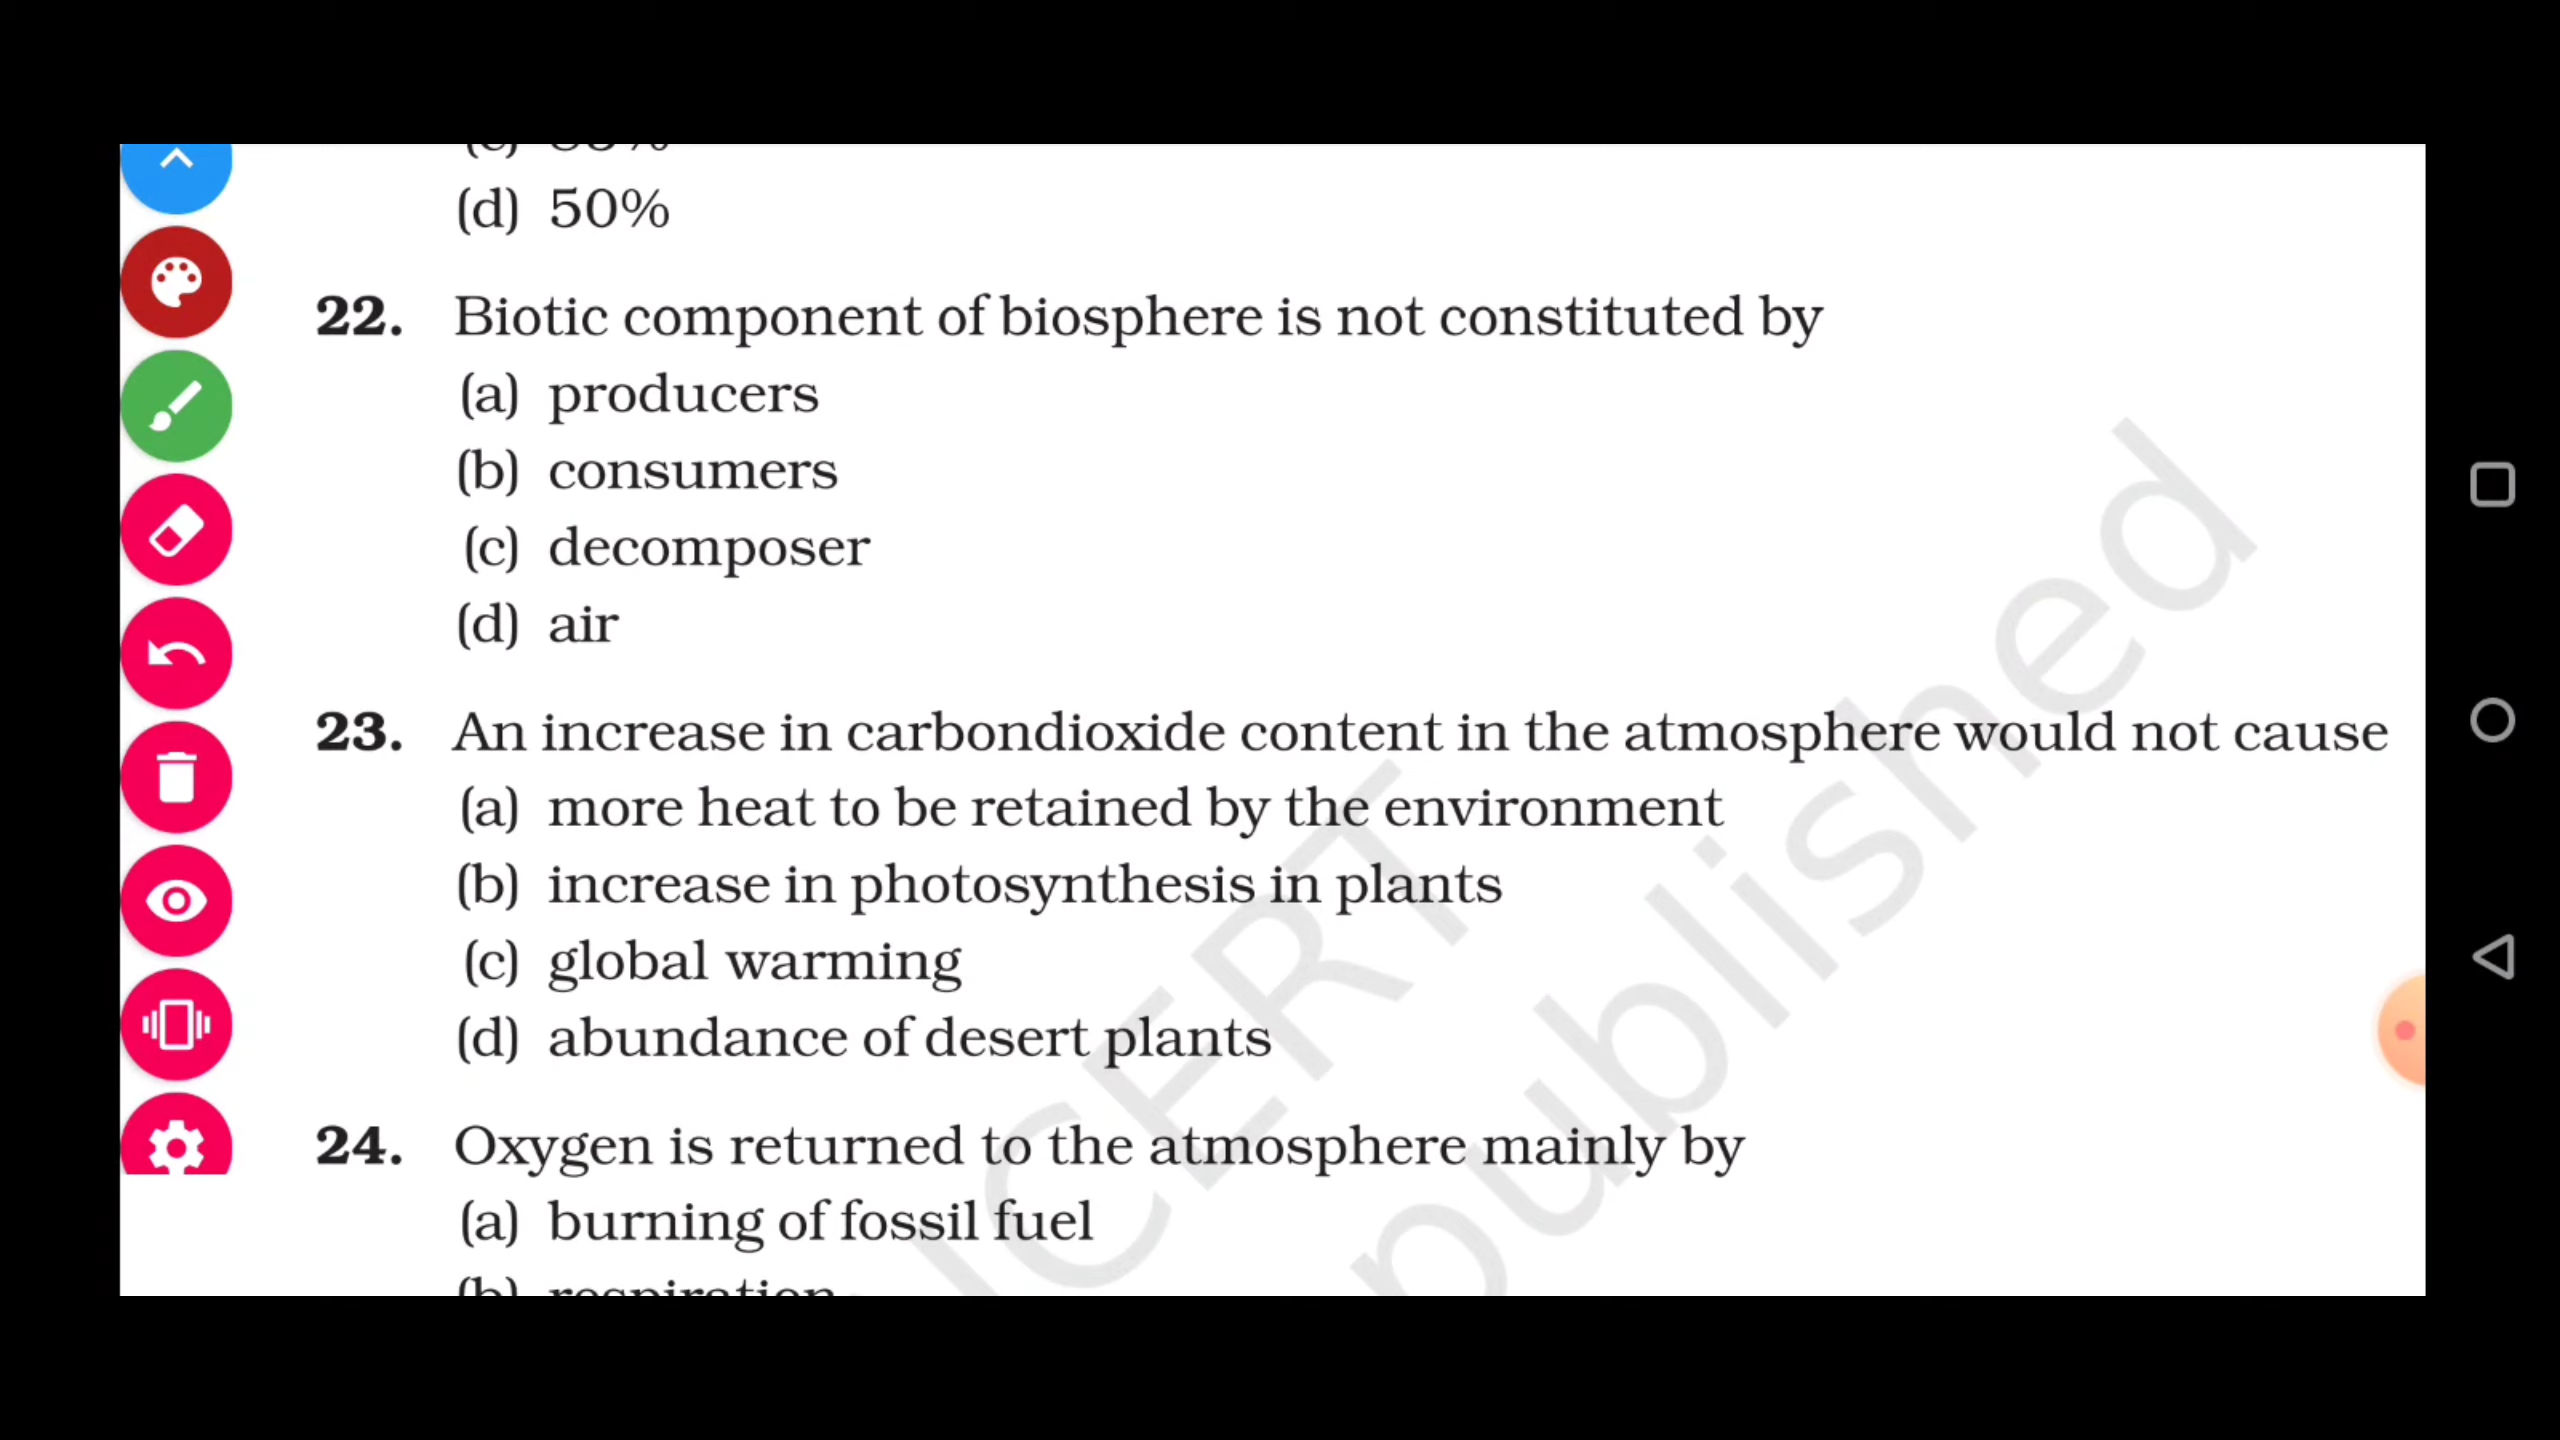 (d) 50%
22. Biotic component of biosphere is not constituted by
(a) producers
(b) consumers
(c) decomposer
(d) air
23. An increase in carbondioxide content in the atmosphere would not cause
(a) more heat to be retained by the environment
(b) increase in photosynthesis in plants
(c) global warming
(d) abundance of desert plants
24. Oxygen is returned to the atmosphere mainly by
(a) burning of fossil fuel
(b) respiration
CERT
published